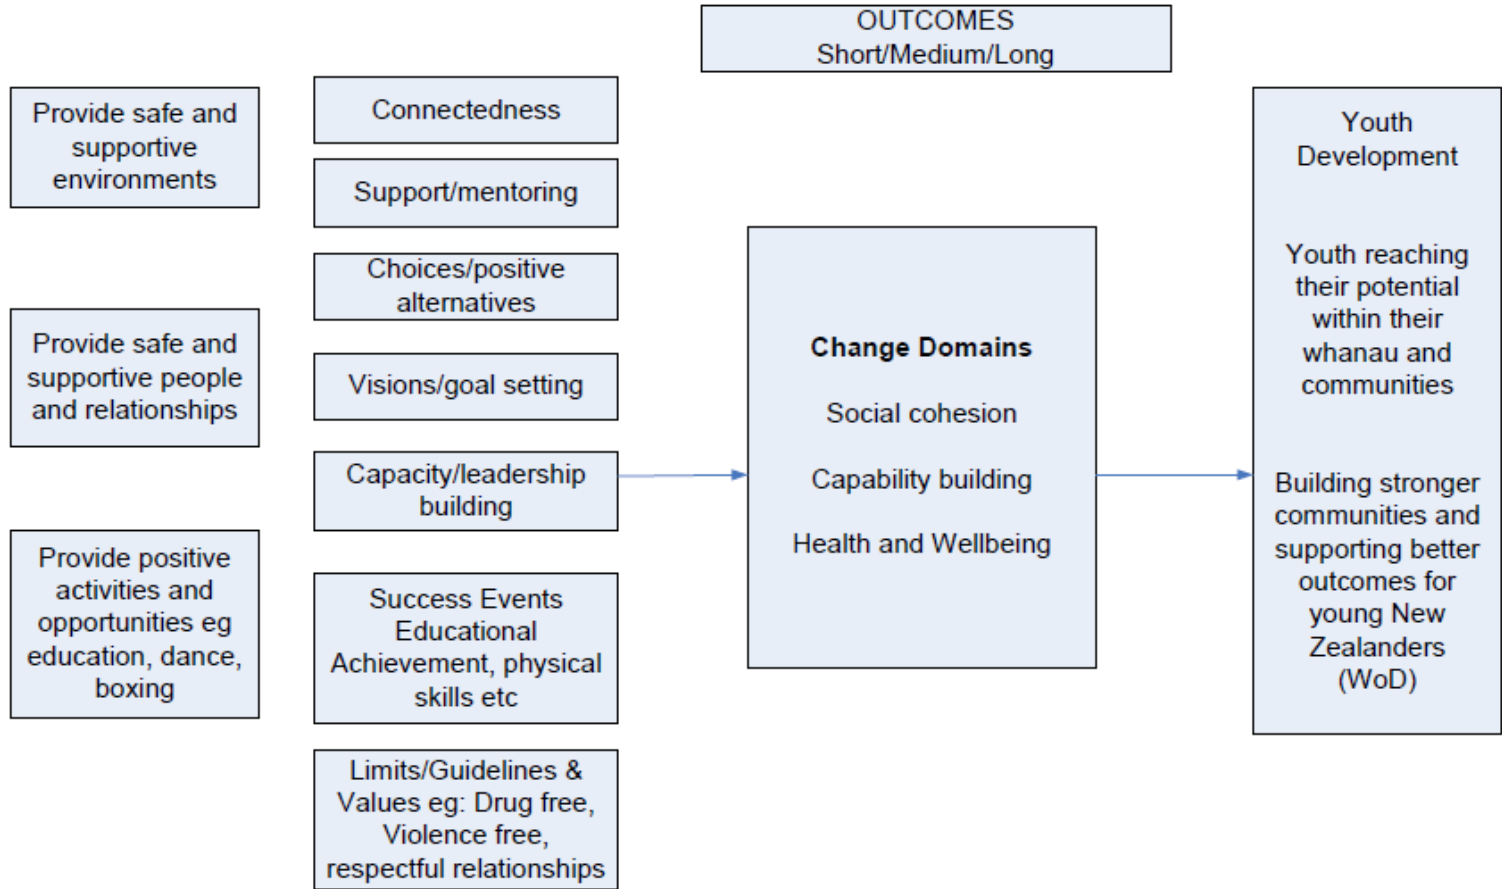 OUTCOMES
Short/Medium/Long
Provide safe and
supportive
environments
Provide safe and
supportive people
and relationships
Provide positive
activities and
opportunities eg
education, dance,
boxing
Connectedness
Support/mentoring
Choices/positive
alternatives
Visions/goal setting
Capacity/leadership
building
Success Events
Educational
Achievement, physical
skills etc
Limits/Guidelines &
Values eg: Drug free,
Violence free,
respectful relationships
Change Domains
Social cohesion
Capability building
Health and Wellbeing
Youth
Development
Youth reaching
their potential
within their
whanau and
communities
Building stronger
communities and
supporting better
outcomes for
young New
Zealanders
(WoD)